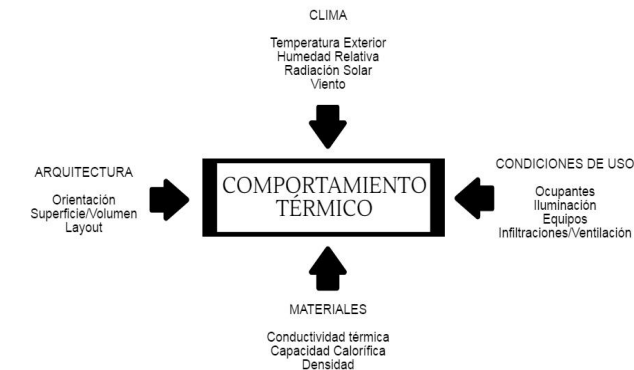 CLIMA
Temperatura Exterior
Humedad Relativa
Radiación Solar
Viento
ARQUITECTURA
Orientación
Superficie/Volumen
Layout
COMPORTAMIENTO
TÉRMICO
CONDICIONES DE USO
Ocupantes
Iluminación
Equipos
Infiltraciones/Ventilación
MATERIALES
Conductividad térmica
Capacidad Calorífica
Densidad